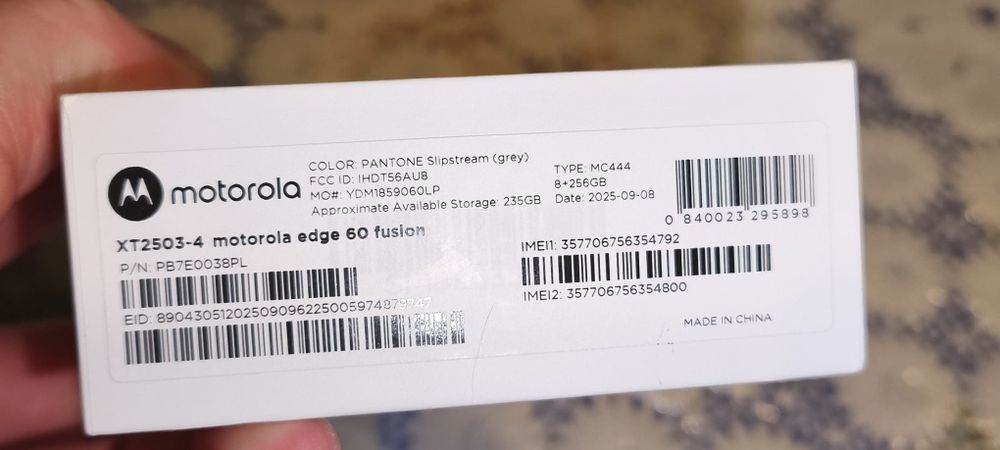 motorola
COLOR: PANTONE Slipstream (grey)
FCC ID: IHDT56AU8
MO#: YDM1859060LP
Approximate Available Storage: 235GB
TYPE: MC444
8+256GB
Date: 2025-09-08
0 840023 295898
XT2503-4 motorola edge 60 fusion
P/N: PB7E0038PL
EID: 89043051202509096225005974879747
IMEI1: 357706756354792
IMEI2: 357706756354800
MADE IN CHINA